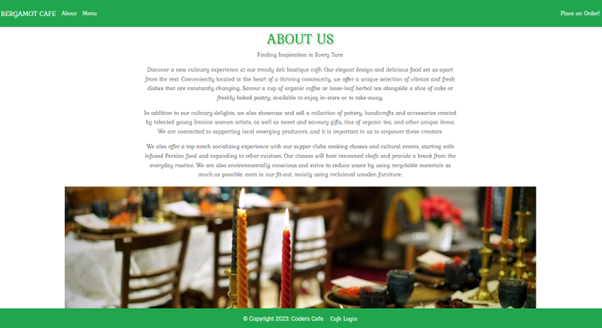 BERGAMOT CAFE About Menu Place an Order!
ABOUT US
Finding Inspiration in Every Turn
Discover a new culinary experience at our trendy deli boutique café. Our elegant design and delicious food set us apart
from the rest. Conveniently located in the heart of a thriving community, we offer a unique selection of vibrant and fresh
dishes that are constantly changing. Savour a cup of organic coffee or loose-leaf herbal tea alongside a slice of cake or
freshly baked pastry, available to enjoy in-store or to take-away.
In addition to our culinary delights, we also showcase and sell a collection of pottery, handicrafts and accessories created
by talented young Iranian women artists, as well as sweet and savoury gifts, tins of organic tea, and other unique items.
We are committed to supporting local emerging producers, and it is important to us to empower these creators.
We also offer a top-notch socializing experience with our supper clubs cooking classes and cultural events, starting with
infused Persian food and expanding to other cuisines. Our classes will host renowned chefs and provide a break from the
everyday routine. We are also environmentally conscious and strive to reduce waste by using recyclable materials as
much as possible, even in our fit-out, mainly using reclaimed wooden furniture.
© Copyright 2023: Coders Cafe Cafe Login